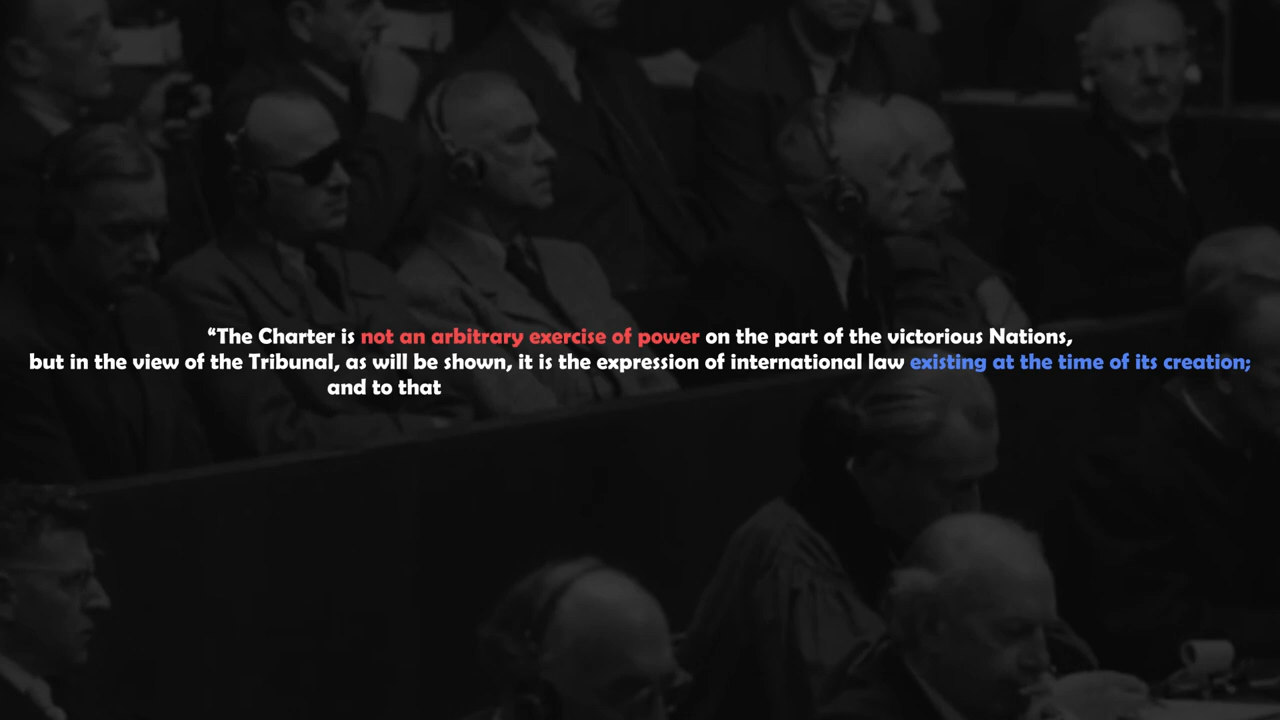 “The Charter is not an arbitrary exercise of power on the part of the victorious Nations,
but in the view of the Tribunal, as will be shown, it is the expression of international law existing at the time of its creation;
and to that